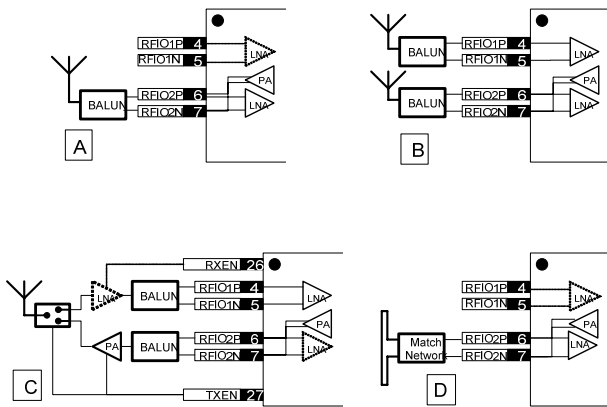 RFIO1P 4
RFIO1N 5
LNA
PA
BALUN
RFIO2P 6
LNA
RFIO2N 7
A
RFIO1P 4
BALUN
RFIO1N 5
LNA
PA
RFIO2P 6
BALUN
RFIO2N 7
LNA
B
RXEN 26
LNA
BALUN
RFIO1P 4
RFIO1N 5
LNA
PA
BALUN
RFIO2P 6
RFIO2N 7
PA
LNA
C
TXEN 27
RFIO1P 4
RFIO1N 5
LNA
PA
Match
Network
RFIO2P 6
RFIO2N 7
LNA
D